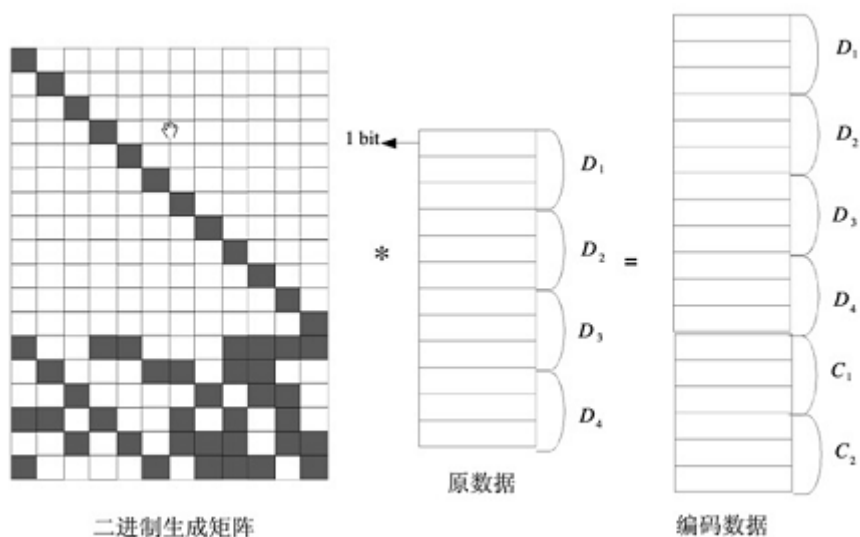 1 bit
*
D₁
D₂
D₃
D₄
=
D₁
D₂
D₃
D₄
C₁
C₂
二进制生成矩阵
原数据
编码数据